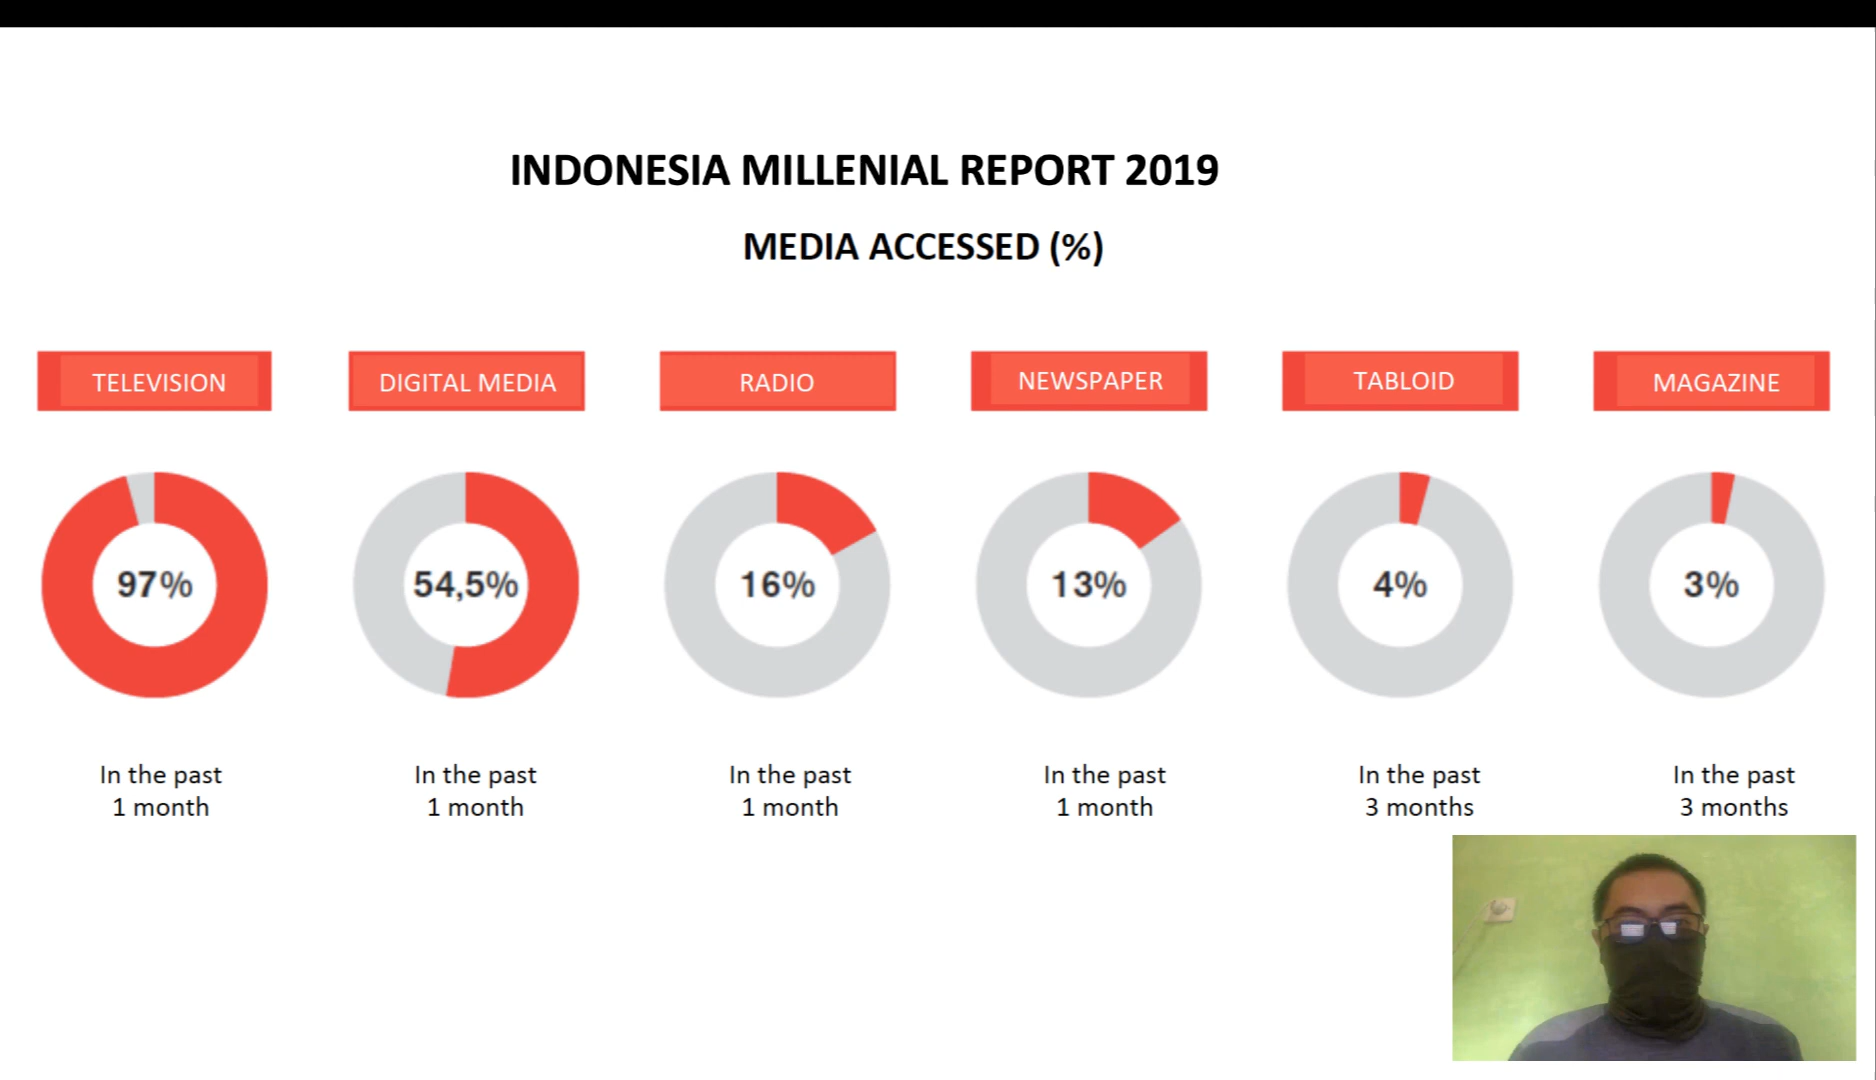 INDONESIA MILLENIAL REPORT 2019
MEDIA ACCESSED (%)
TELEVISION
DIGITAL MEDIA
RADIO
NEWSPAPER
TABLOID
MAGAZINE
97%
54,5%
16%
13%
4%
3%
In the past
1 month
In the past
1 month
In the past
1 month
In the past
1 month
In the past
3 months
In the past
3 months